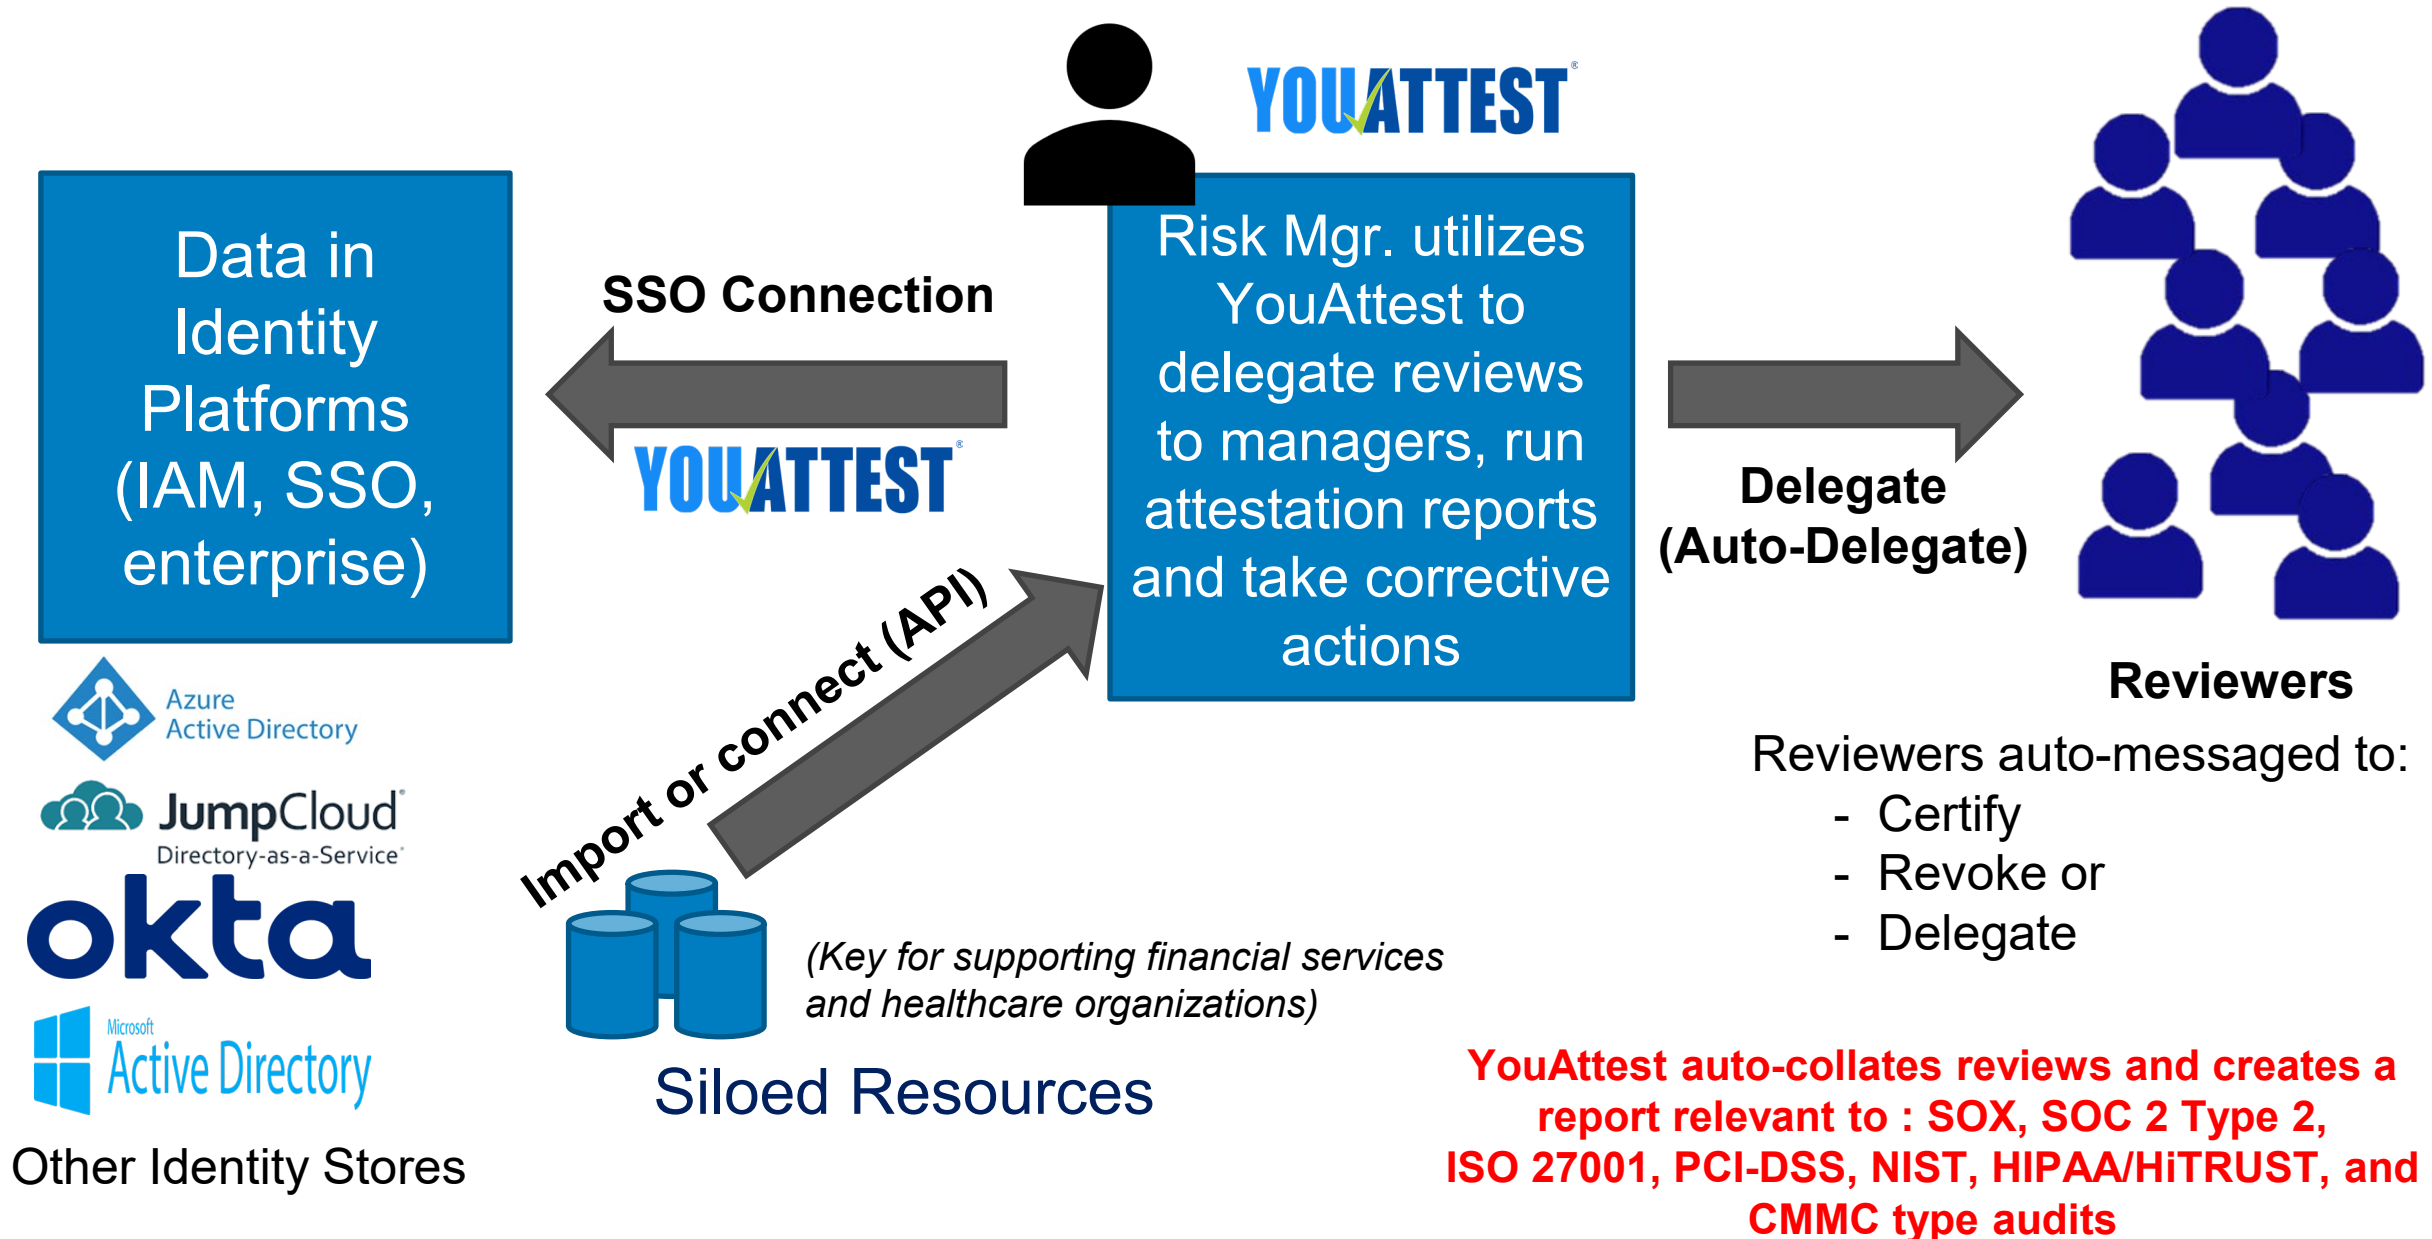 YOUATTEST®
Data in
Identity
Platforms
(IAM, SSO,
enterprise)
SSO Connection
YOUATTEST®
Risk Mgr. utilizes
YouAttest to
delegate reviews
to managers, run
attestation reports
and take corrective
actions
Delegate
(Auto-Delegate)
Reviewers
Reviewers auto-messaged to:
- Certify
- Revoke or
- Delegate
Import or connect (API)
Azure
Active Directory
JumpCloud®
Directory-as-a-Service®
okta
Microsoft
Active Directory
Other Identity Stores
(Key for supporting financial services
and healthcare organizations)
Siloed Resources
YouAttest auto-collates reviews and creates a
report relevant to : SOX, SOC 2 Type 2,
ISO 27001, PCI-DSS, NIST, HIPAA/HiTRUST, and
CMMC type audits